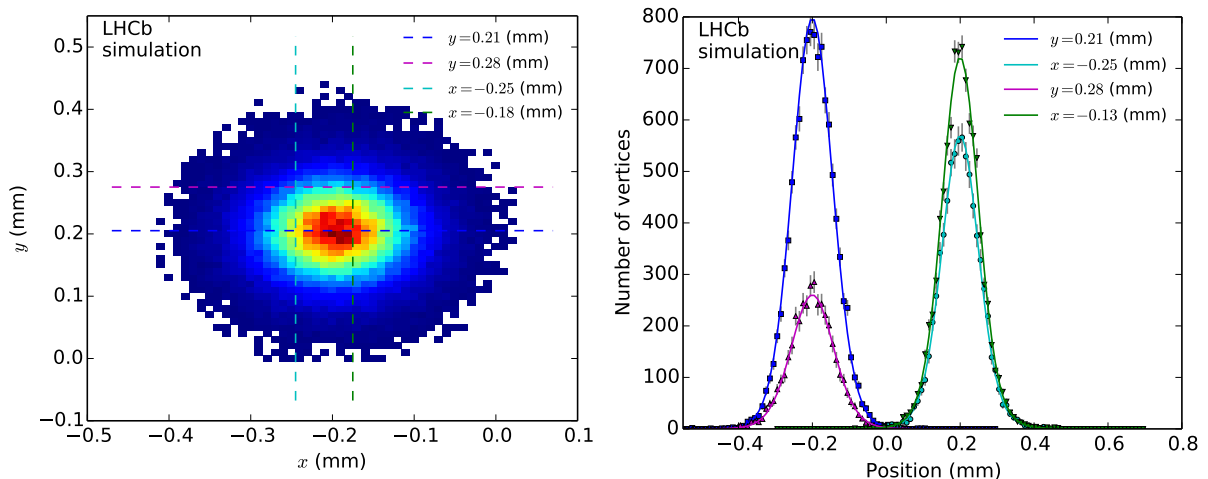 LHCb
simulation
y=0.21 (mm)
y=0.28 (mm)
x=−0.25 (mm)
x=−0.18 (mm)
0.5
0.4
0.3
0.2
0.1
0.0
−0.1
y (mm)
−0.5
−0.4
−0.3
−0.2
−0.1
0.0
0.1
x (mm)
LHCb
simulation
y=0.21 (mm)
x=−0.25 (mm)
y=0.28 (mm)
x=−0.13 (mm)
800
700
600
500
400
300
200
100
0
Number of vertices
−0.4
−0.2
0.0
0.2
0.4
0.6
0.8
Position (mm)